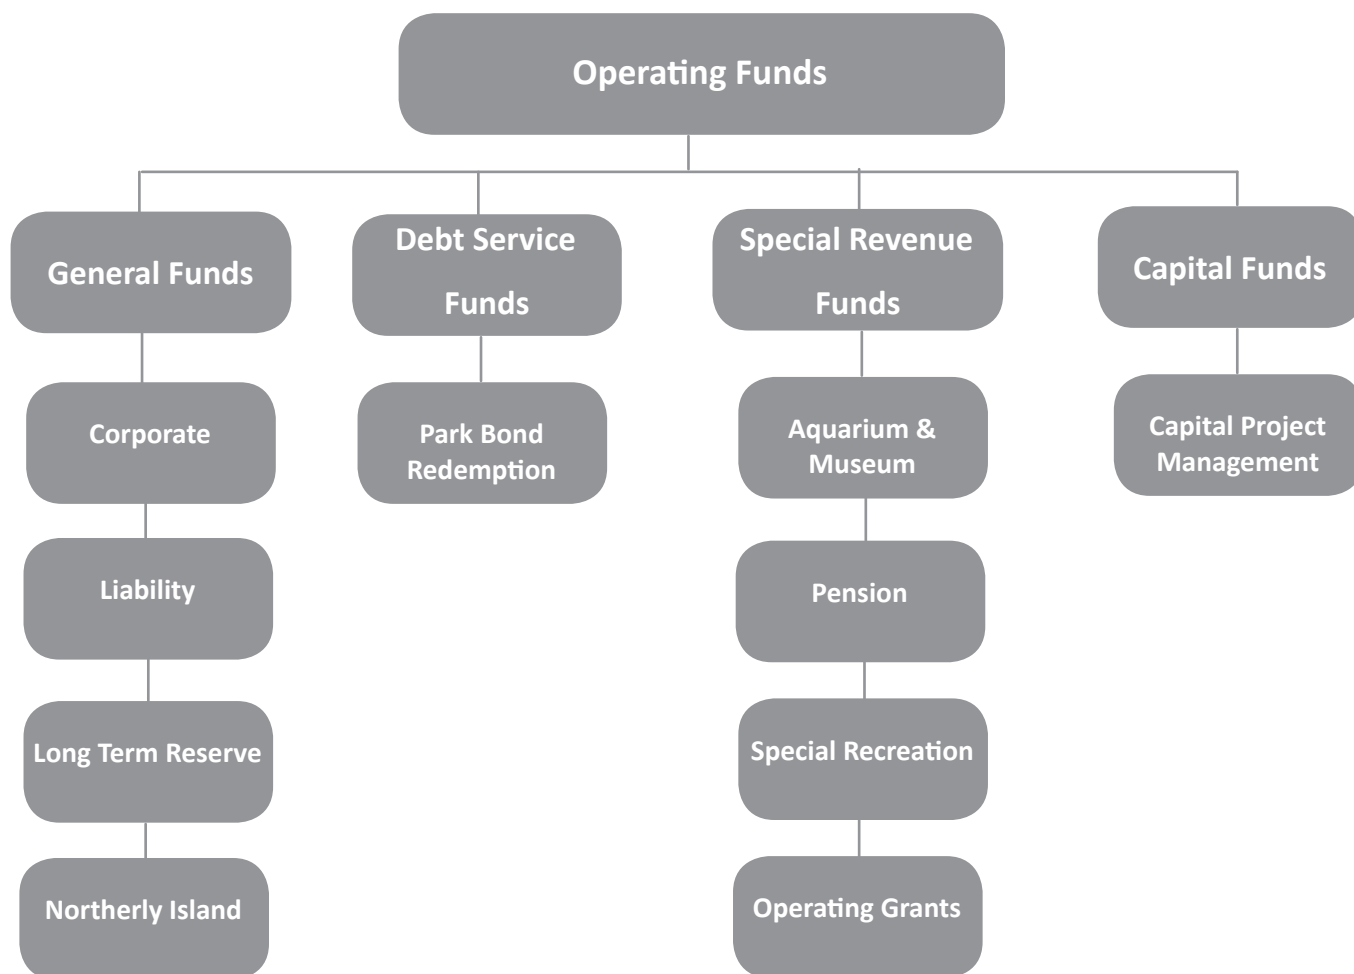 Operating Funds
General Funds
Debt Service
Funds
Special Revenue
Funds
Capital Funds
Corporate
Park Bond
Redemption
Aquarium &
Museum
Capital Project
Management
Liability
Pension
Long Term Reserve
Special Recreation
Northerly Island
Operating Grants